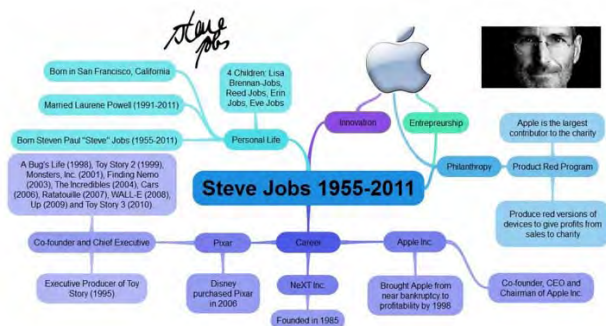 steve
jobs
Born in San Francisco, California
Married Laurene Powell (1991-2011)
Born Steven Paul "Steve" Jobs (1955-2011)
4 Children: Lisa
Brennan-Jobs,
Reed Jobs, Erin
Jobs, Eve Jobs
Personal Life
Innovation
Entrepreurship
Philanthropy
Apple is the largest
contributor to the charity
Product Red Program
Produce red versions of
devices to give profits from
sales to charity
Steve Jobs 1955-2011
A Bug's Life (1998), Toy Story 2 (1999),
Monsters, Inc. (2001), Finding Nemo
(2003), The Incredibles (2004), Cars
(2006), Ratatouille (2007), WALL-E (2008),
Up (2009) and Toy Story 3 (2010).
Co-founder and Chief Executive
Executive Producer of Toy
Story (1995).
Pixar
Disney
purchased Pixar
in 2006
Career
NeXT Inc.
Founded in 1985
Apple Inc.
Brought Apple from
near bankruptcy to
profitability by 1998
Co-founder, CEO and
Chairman of Apple Inc.